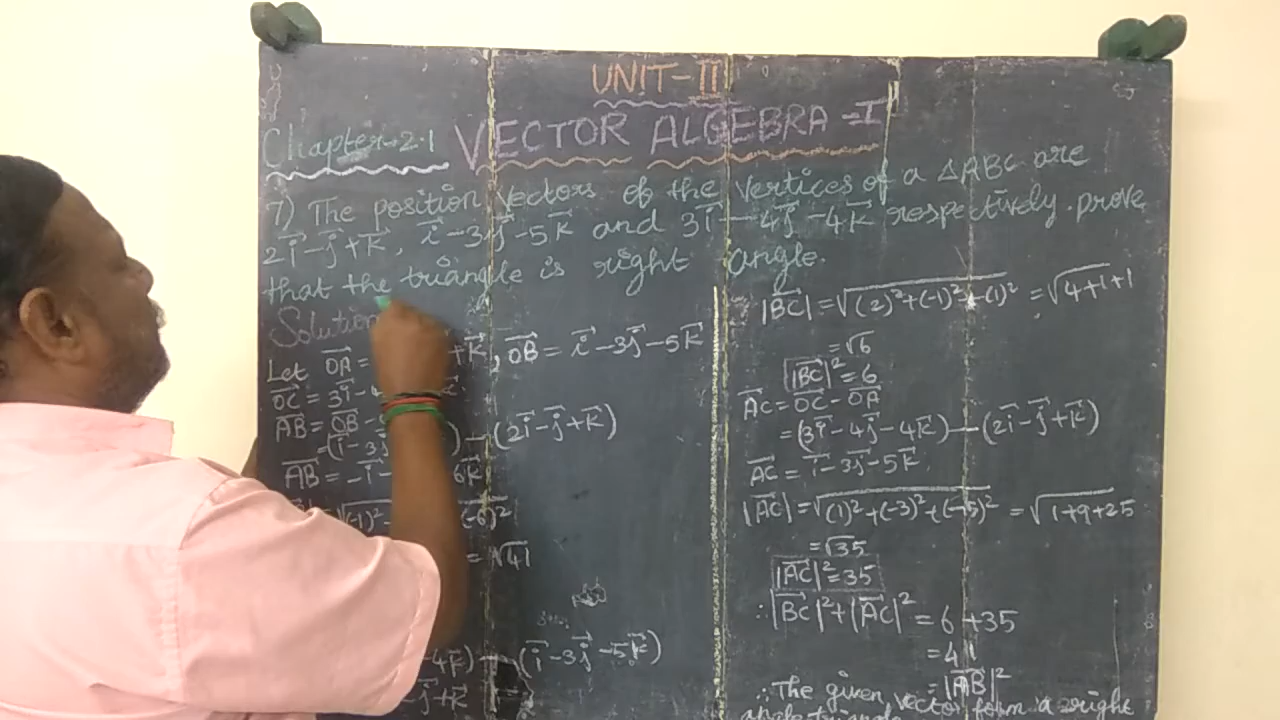 UNIT-II
Chapter-2.1 VECTOR ALGEBRA-I
7) The position vectors of the vertices of a △ABC are
2i⃗-j⃗+k⃗, i⃗-3j⃗-5k⃗ and 3i⃗-4j⃗-4k⃗ respectively. prove
that the triangle is right angle.
Solution
Let OA⃗ = +k⃗, OB⃗ = i⃗-3j⃗-5k⃗
OC⃗ = 3i⃗-4
AB⃗ = OB⃗-
=(i⃗-3j⃗ )-(2i⃗-j⃗+k⃗)
AB⃗ = -i⃗- 6k⃗
= √(-1)²- (-6)²
= √41
-4k⃗)-(i⃗-3j⃗-5k⃗)
-j⃗+k⃗
|BC⃗| = √(2)²+(-1)²+(1)² = √4+1+1
= √6
|BC⃗|² = 6
AC⃗ = OC⃗ - OA⃗
= (3i⃗-4j⃗-4k⃗)-(2i⃗-j⃗+k⃗)
AC⃗ = i⃗-3j⃗-5k⃗
|AC⃗| = √(1)²+(-3)²+(-5)² = √1+9+25
= √35
|AC⃗|² = 35
∴ |BC⃗|²+|AC⃗|² = 6+35
= 41
= |AB⃗|²
∴ The given vector form a right
angle triangle